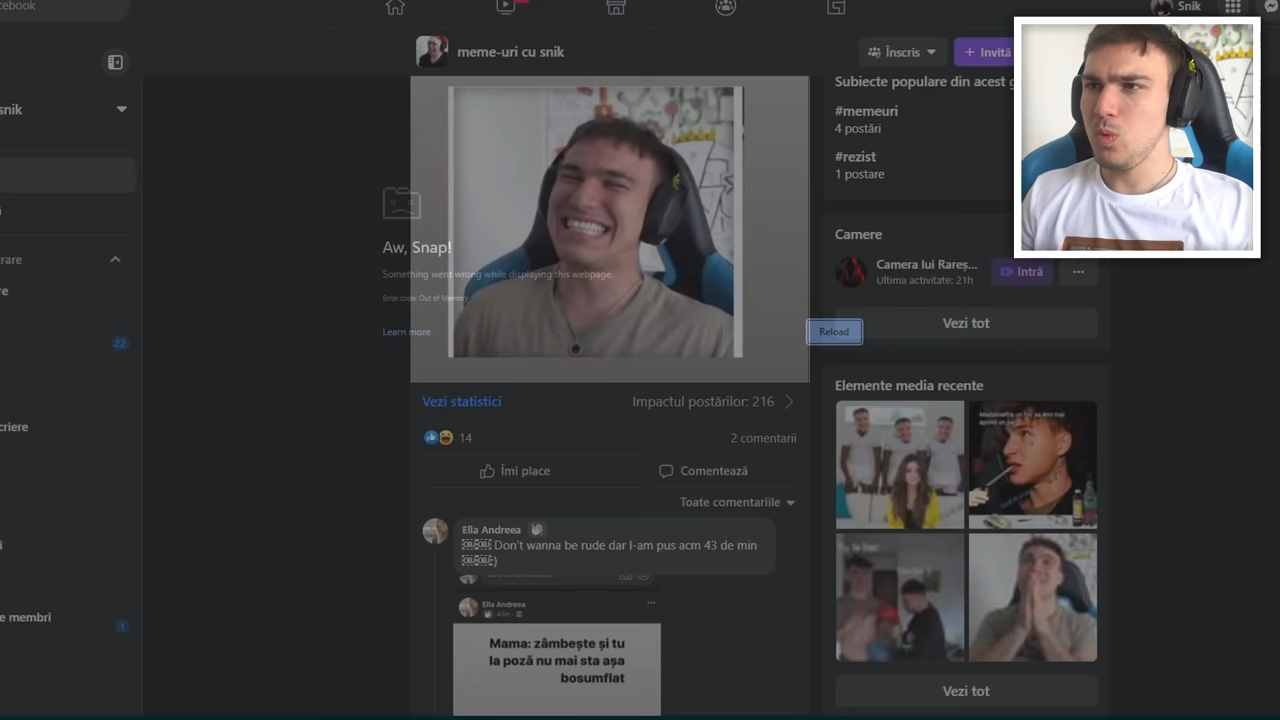 cebook
Snik
meme-uri cu snik
Înscris
+ Invită
snik
Subiecte populare din acest g
#memeuri
4 postări
#rezist
1 postare
Aw, Snap!
Something went wrong while displaying this webpage.
Error code: Out of Memory
Learn more
Reload
Camere
Camera lui Rareș...
Ultima activitate: 21h
Intră
Vezi tot
rare
re
22
Elemente media recente
Vezi statistici
Impactul postărilor: 216
14
2 comentarii
criere
Îmi place
Comentează
Toate comentariile
Ella Andreea
Don't wanna be rude dar l-am pus acm 43 de min
:)
Ella Andreea
43m
e membri
1
Mama: zâmbește și tu
la poză nu mai sta așa
bosumflat
Vezi tot